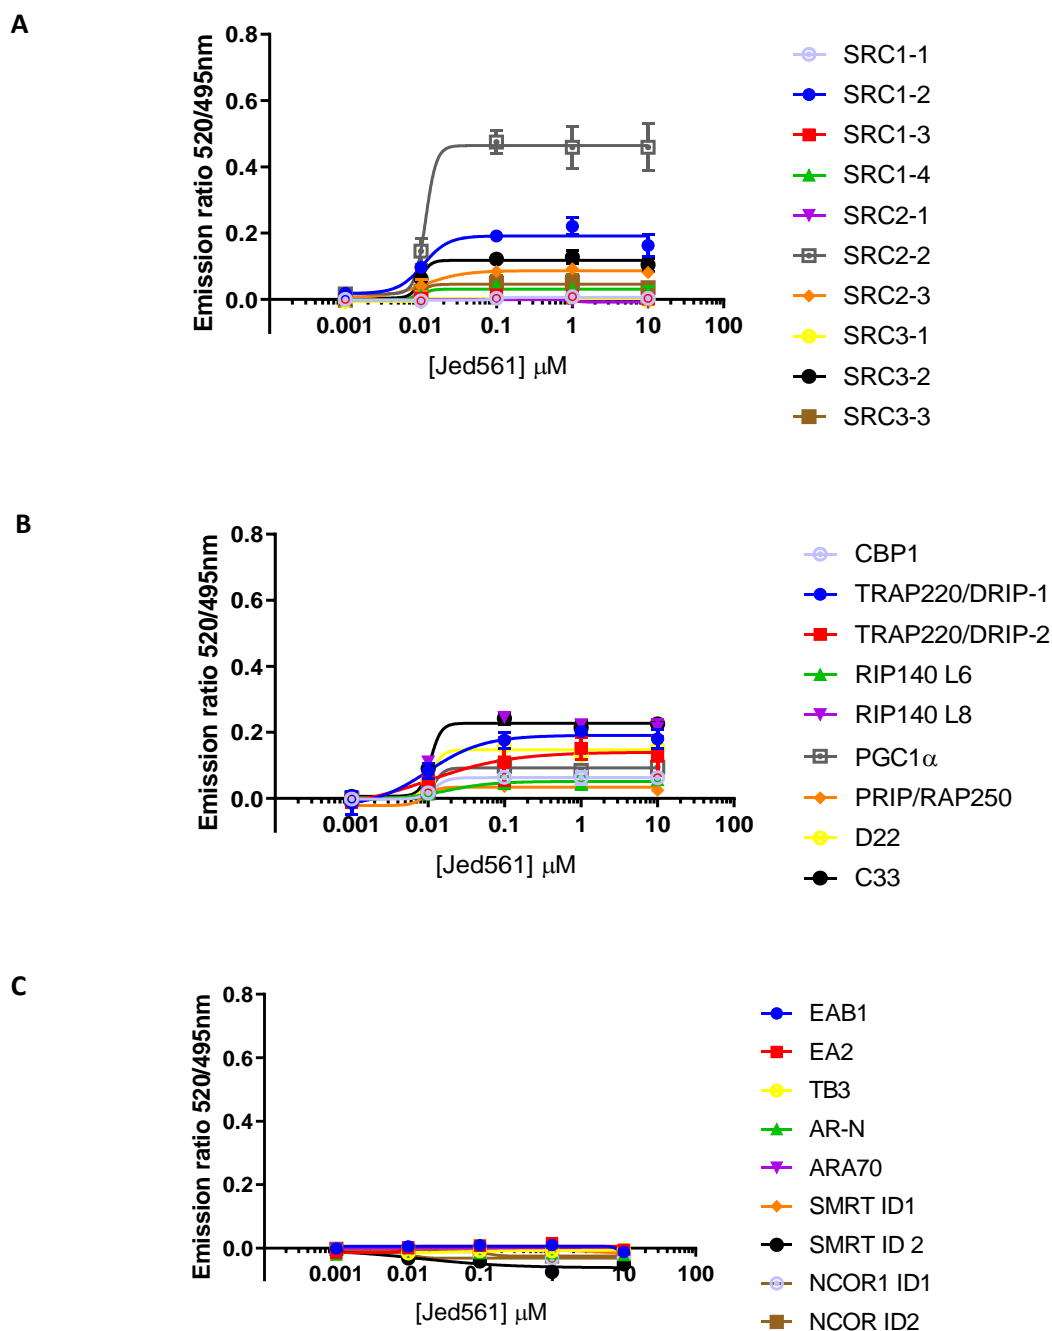 A
Emission ratio 520/495nm
0.8
0.6
0.4
0.2
0.0
0.001 0.01 0.1 1 10 100
[Jed561] μM
SRC1-1
SRC1-2
SRC1-3
SRC1-4
SRC2-1
SRC2-2
SRC2-3
SRC3-1
SRC3-2
SRC3-3
B
Emission ratio 520/495nm
0.8
0.6
0.4
0.2
0.0
0.001 0.01 0.1 1 10 100
[Jed561] μM
CBP1
TRAP220/DRIP-1
TRAP220/DRIP-2
RIP140 L6
RIP140 L8
PGC1α
PRIP/RAP250
D22
C33
C
Emission ratio 520/495nm
0.8
0.6
0.4
0.2
0.0
0.001 0.01 0.1 1 10 100
[Jed561] μM
EAB1
EA2
TB3
AR-N
ARA70
SMRT ID1
SMRT ID 2
NCOR1 ID1
NCOR ID2